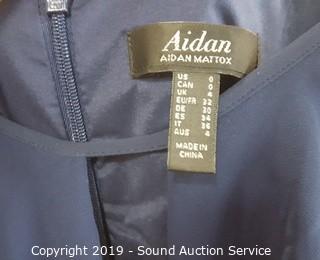 Aidan
AIDAN MATTOX
US 0
CAN 0
UK 4
EU/FR 32
DE 30
ES 34
IT 36
AUS 4
MADE IN
CHINA
Copyright 2019 - Sound Auction Service